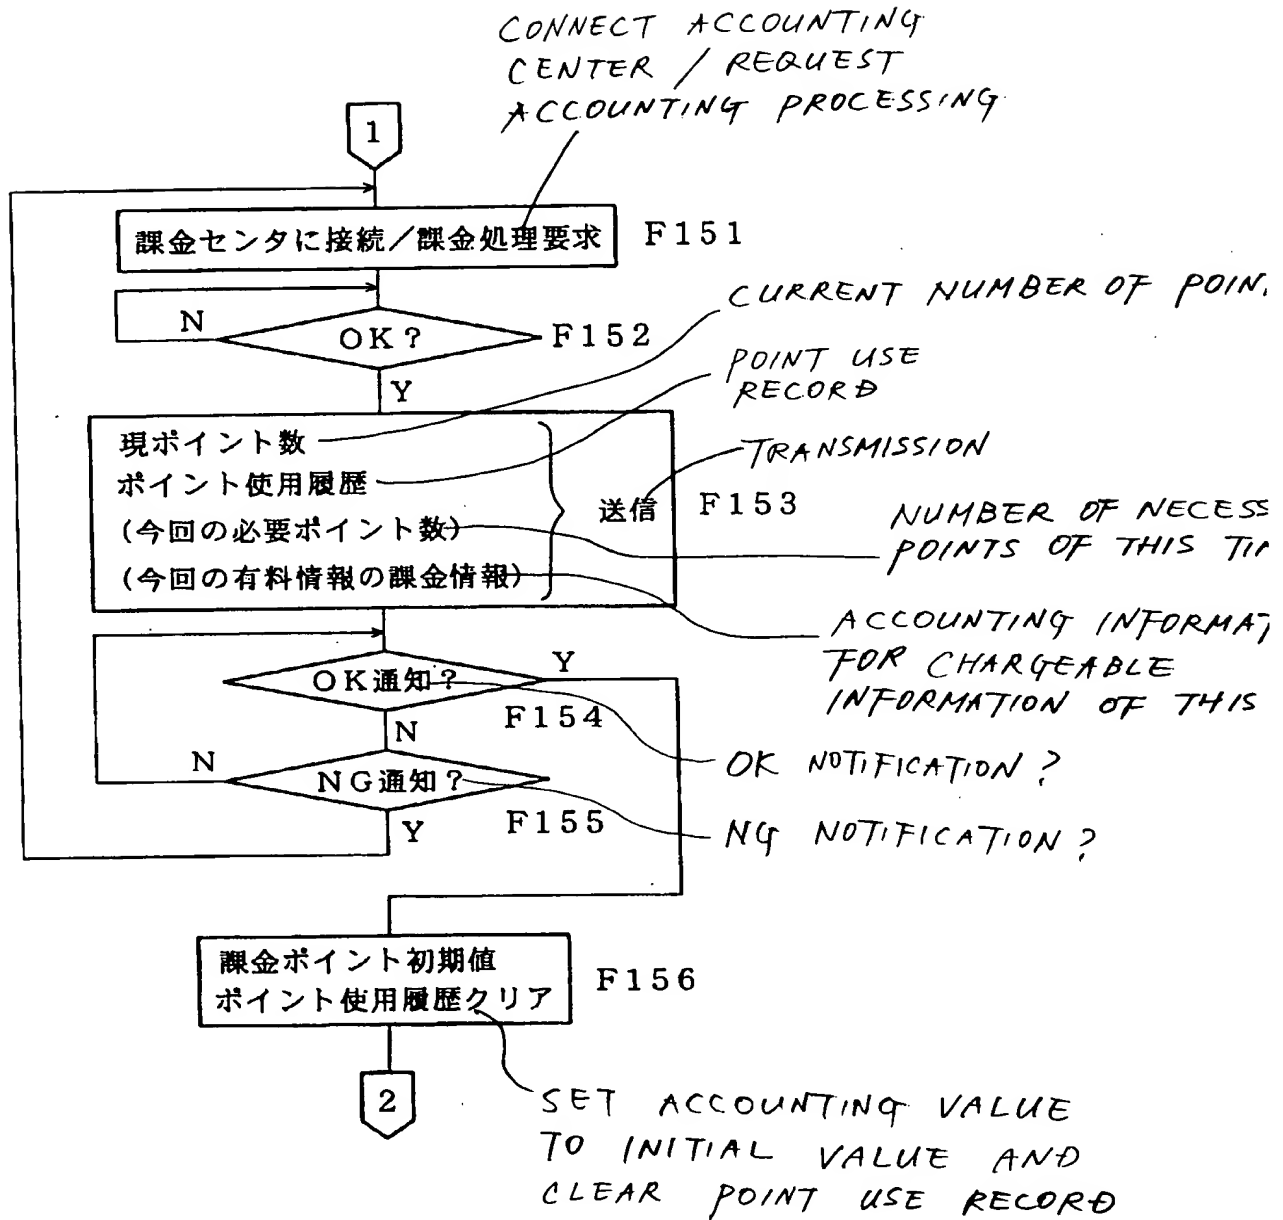 CONNECT ACCOUNTING
CENTER / REQUEST
ACCOUNTING PROCESSING
1
課金センタに接続／課金処理要求
F151
CURRENT NUMBER OF
N
OK?
F152
Y
POINT USE
RECORD
現ポイント数
ポイント使用履歴
(今回の必要ポイント数)
(今回の有料情報の課金情報)
送信
TRANSMISSION
F153
NUMBER OF
POINTS OF THIS
ACCOUNTING
FOR CHARGEABLE
INFORMATION OF THIS
OK通知?
Y
F154
N
N
NG通知?
F155
Y
OK NOTIFICATION?
NG NOTIFICATION?
課金ポイント初期値
ポイント使用履歴クリア
F156
2
SET ACCOUNTING VALUE
TO INITIAL VALUE AND
CLEAR POINT USE RECORD